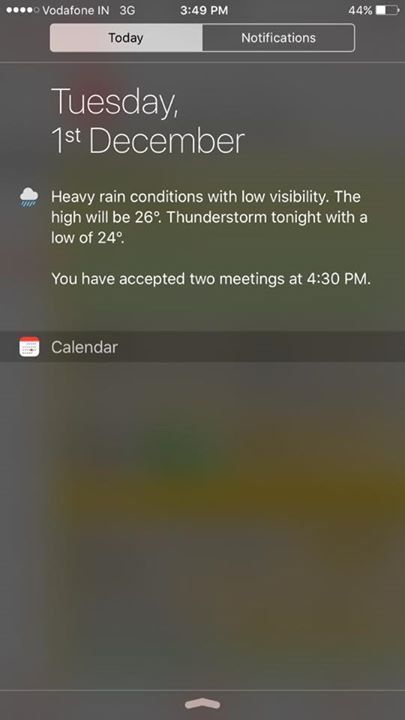 Vodafone IN 3G 3:49 PM 44%
Today Notifications
Tuesday,
1st December
Heavy rain conditions with low visibility. The
high will be 26°. Thunderstorm tonight with a
low of 24°.
You have accepted two meetings at 4:30 PM.
Calendar